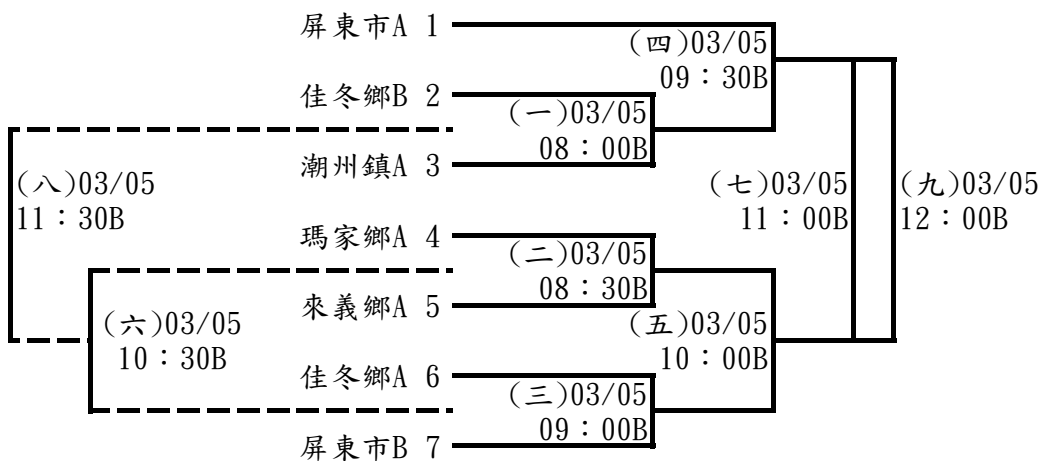 屏東市A 1
(四)03/05
09：30B
佳冬鄉B 2
(一)03/05
08：00B
潮州鎮A 3
(八)03/05
11：30B
(七)03/05
11：00B
(九)03/05
12：00B
瑪家鄉A 4
(二)03/05
08：30B
來義鄉A 5
(六)03/05
10：30B
(五)03/05
10：00B
佳冬鄉A 6
(三)03/05
09：00B
屏東市B 7